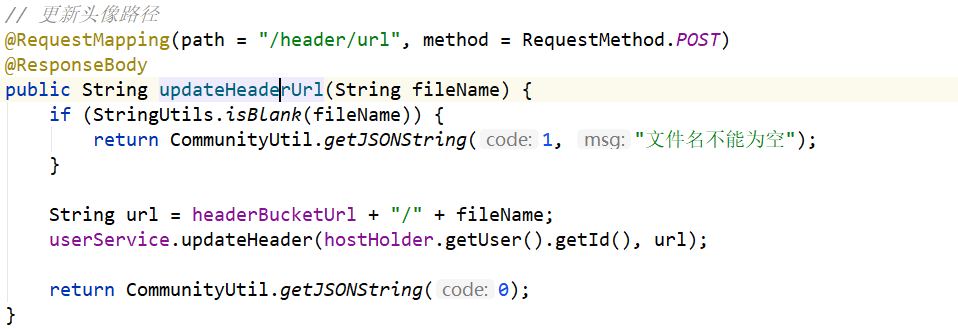 // 更新头像路径
@RequestMapping(path = "/header/url", method = RequestMethod.POST)
@ResponseBody
public String updateHeaderUrl(String fileName) {
    if (StringUtils.isBlank(fileName)) {
        return CommunityUtil.getJSONString( code: 1, msg: "文件名不能为空");
    }

    String url = headerBucketUrl + "/" + fileName;
    userService.updateHeader(hostHolder.getUser().getId(), url);

    return CommunityUtil.getJSONString( code: 0);
}